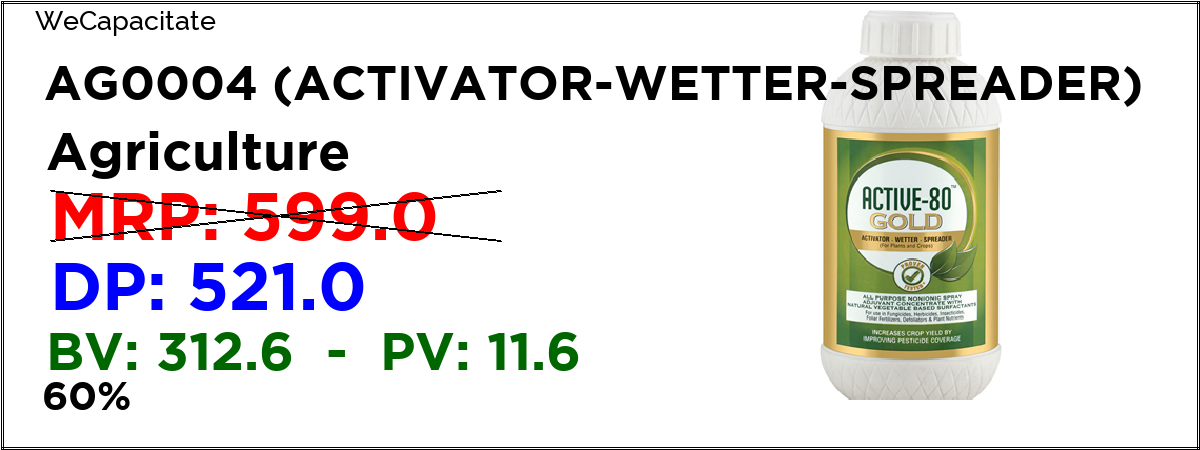 WeCapacitate
AG0004 (ACTIVATOR-WETTER-SPREADER)
Agriculture
MRP: 599.0
DP: 521.0
BV: 312.6 - PV: 11.6
60%
ACTIVE-80™
GOLD
ACTIVATOR - WETTER - SPREADER
(For Plants and Crops)
PROVEN
TESTED
ALL PURPOSE NONIONIC SPRAY
ADJUVANT CONCENTRATE WITH
NATURAL VEGETABLE BASED SURFACTANTS
For use in Fungicides, Herbicides, Insecticides,
Foliar Fertilizers, Defoliators & Plant Nutrients
INCREASES CROP YIELD BY
IMPROVING PESTICIDE COVERAGE